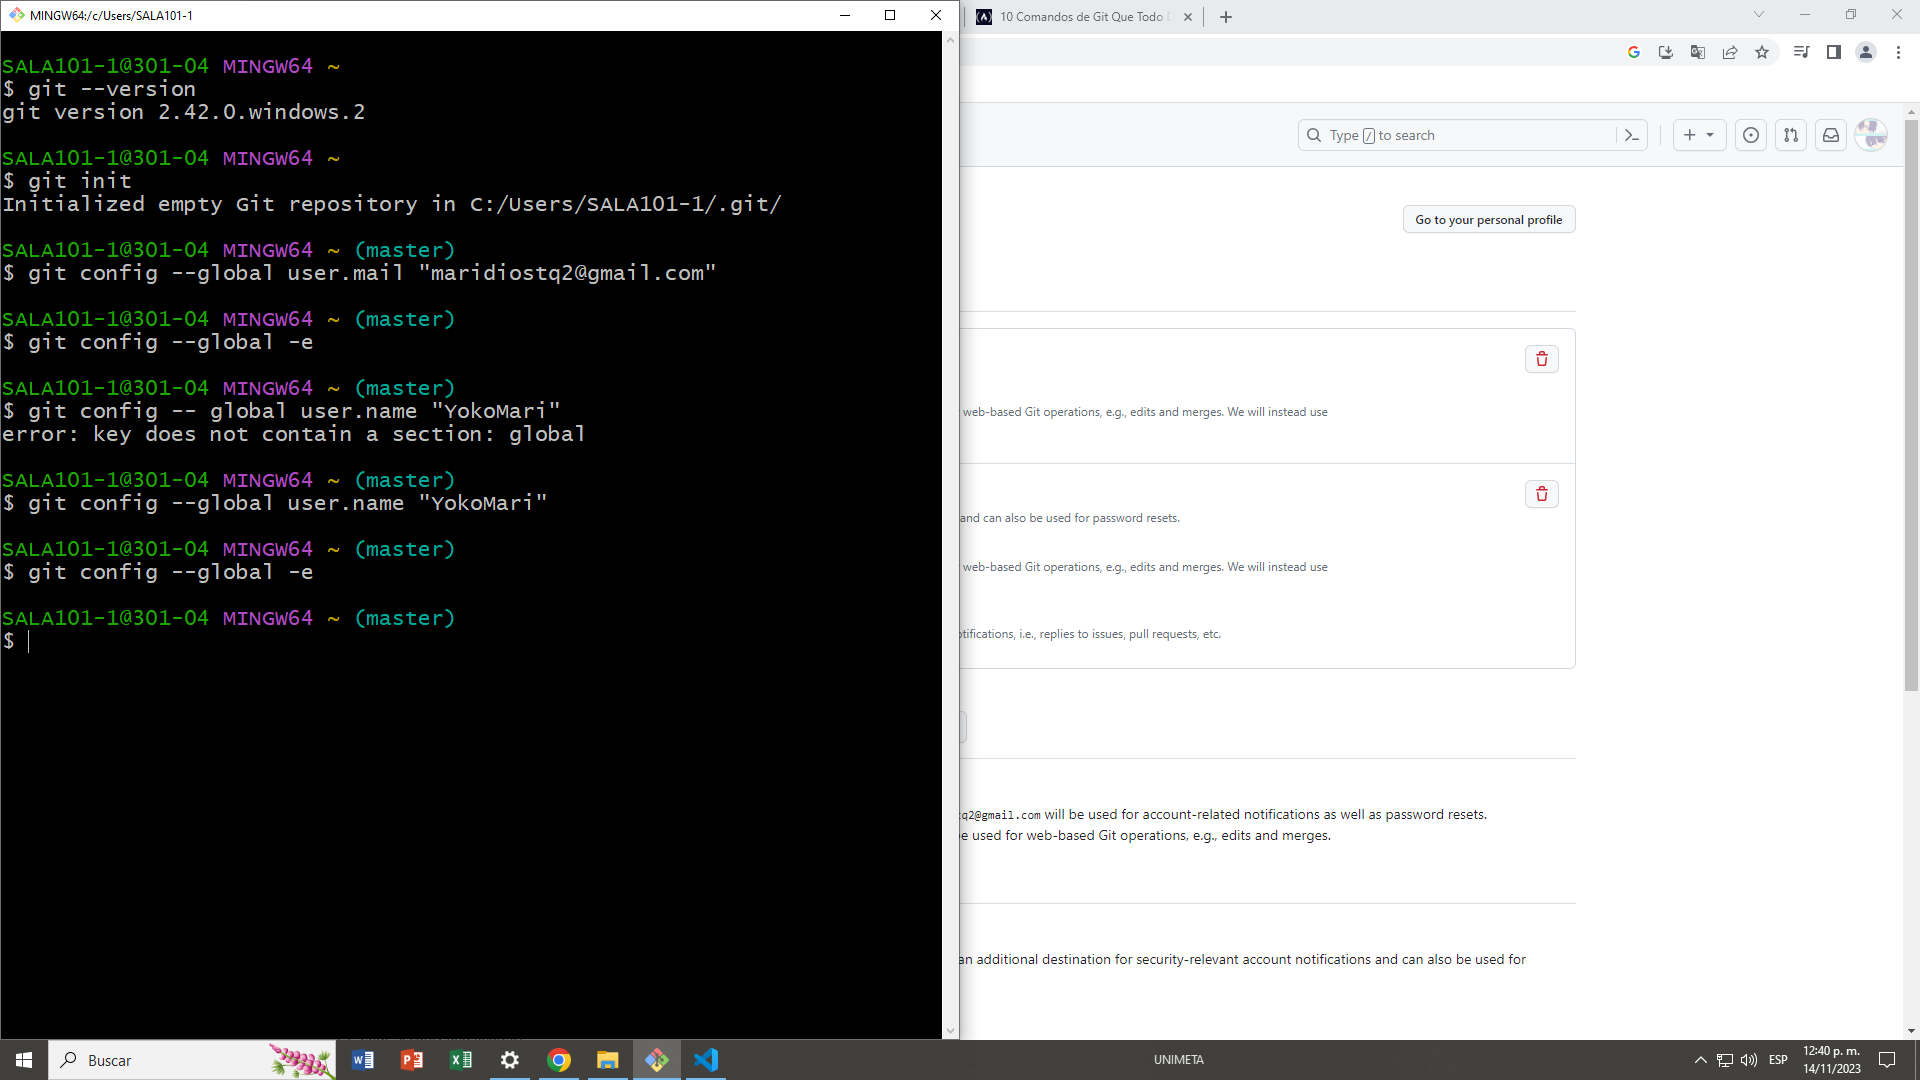 MINGW64:/c/Users/SALA101-1
SALA101-1@301-04 MINGW64 ~
$ git --version
git version 2.42.0.windows.2
SALA101-1@301-04 MINGW64 ~
$ git init
Initialized empty Git repository in C:/Users/SALA101-1/.git/
SALA101-1@301-04 MINGW64 ~ (master)
$ git config --global user.mail "maridiostq2@gmail.com"
SALA101-1@301-04 MINGW64 ~ (master)
$ git config --global -e
SALA101-1@301-04 MINGW64 ~ (master)
$ git config -- global user.name "YokoMari"
error: key does not contain a section: global
SALA101-1@301-04 MINGW64 ~ (master)
$ git config --global user.name "YokoMari"
SALA101-1@301-04 MINGW64 ~ (master)
$ git config --global -e
SALA101-1@301-04 MINGW64 ~ (master)
$
10 Comandos de Git Que Todo D
Type / to search
Go to your personal profile
web-based Git operations, e.g., edits and merges. We will instead use
and can also be used for password resets.
web-based Git operations, e.g., edits and merges. We will instead use
otifications, i.e., replies to issues, pull requests, etc.
q2@gmail.com will be used for account-related notifications as well as password resets.
be used for web-based Git operations, e.g., edits and merges.
an additional destination for security-relevant account notifications and can also be used for
Buscar
UNIMETA
ESP
12:40 p. m.
14/11/2023